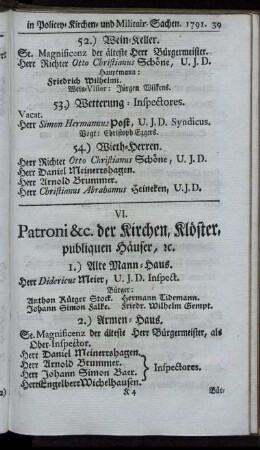 in Policey- Kirchen- und Militair- Sachen. 1791. 39
52.) Wein-Keller.
Se. Magnificenz der älteste Herr Bürgermeister.
Herr Richter Otto Christianus Schöne, U. J. D.
Hauptmann:
Friedrich Wilhelmi.
Wein-Visier: Jürgen Wilkens.
53.) Wetterung-Inspectores.
Vacat.
Herr Simon Hermannus Post, U. J. D. Syndicus.
Vogt: Christoph Eggers.
54.) Wieth-Herren.
Herr Richter Otto Christianus Schöne, U. J. D.
Herr Daniel Meinertshagen.
Herr Arnold Brummer.
Herr Christianus Abrahamus Heineken, U.J.D.
VI.
Patroni &c. der Kirchen, Klöster,
publiquen Häuser, ꝛc.
1.) Alte Mann-Haus.
Herr Didericus Meier, U. J. D. Inspect.
Bürger:
Anthon Rütger Stock. Hermann Tidemann.
Johann Simon Falke. Friedr. Wilhelm Gempt.
2.) Armen-Haus.
Se. Magnificenz der älteste Herr Bürgermeister, als
Ober-Inspector.
Herr Daniel Meinertshagen.
Herr Arnold Brummer.
Herr Johann Simon Baer.
Inspectores.
Herr Engelbert Wichelhausen.
& 4 Bür-